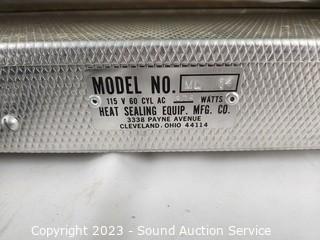 MODEL NO.
115 V 60 CYL AC WATTS
HEAT SEALING EQUIP. MFG. CO.
3338 PAYNE AVENUE
CLEVELAND, OHIO 44114
Copyright 2023 - Sound Auction Service